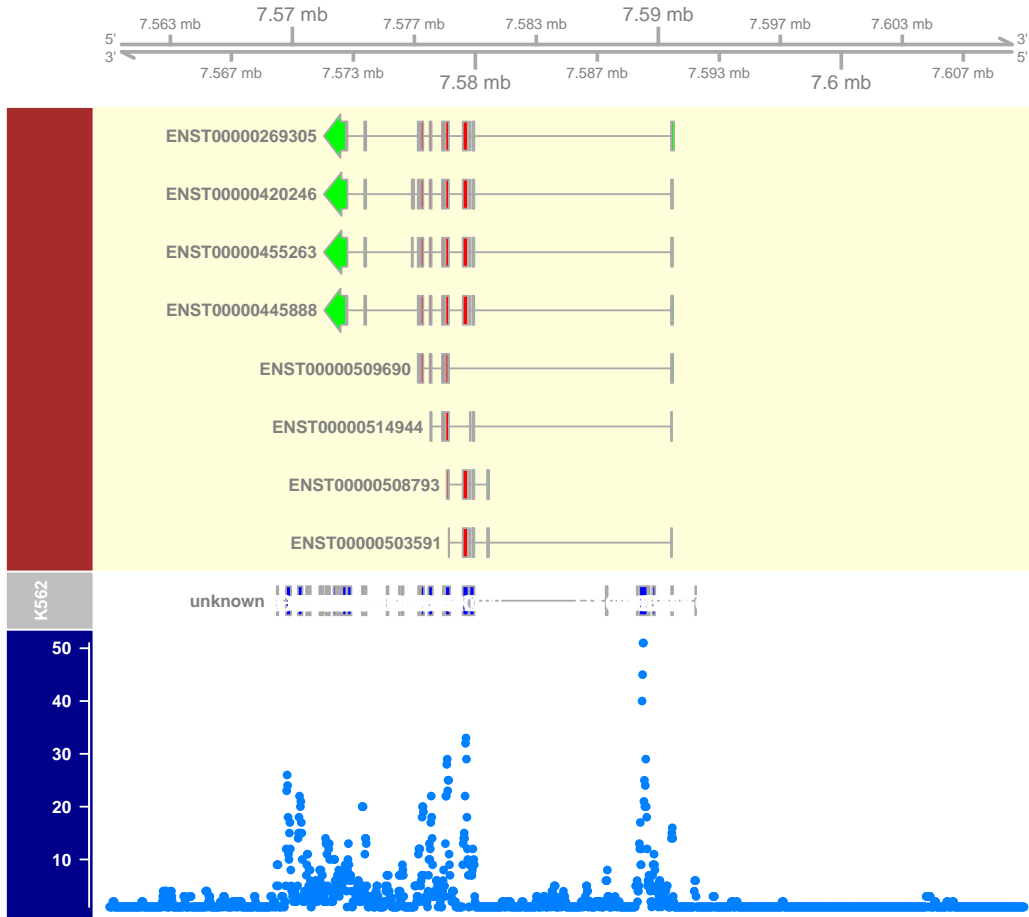 7.57 mb 7.59 mb
7.563 mb 7.577 mb 7.583 mb 7.597 mb 7.603 mb
5' 3'
3' 5'
7.567 mb 7.573 mb 7.587 mb 7.593 mb 7.607 mb
7.58 mb 7.6 mb
ENST00000269305
ENST00000420246
ENST00000455263
ENST00000445888
ENST00000509690
ENST00000514944
ENST00000508793
ENST00000503591
K562
unknown
50
40
30
20
10